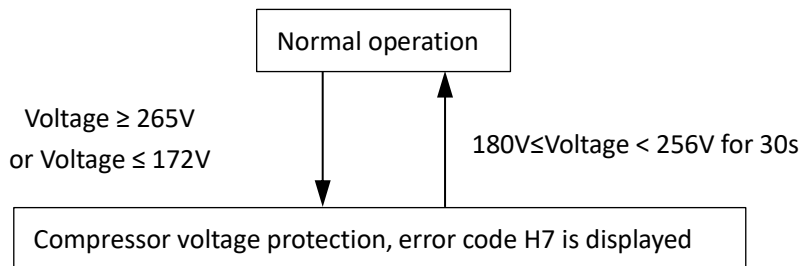 Normal operation
Voltage ≥ 265V
or Voltage ≤ 172V
180V≤Voltage < 256V for 30s
Compressor voltage protection, error code H7 is displayed